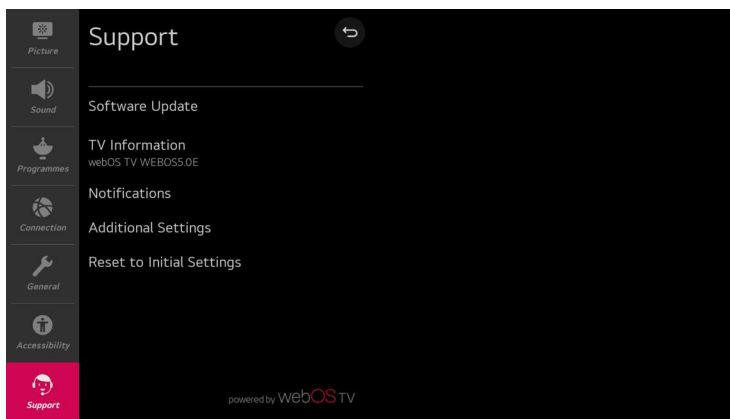 Picture
Sound
Programmes
Connection
General
Accessibility
Support
Support
Software Update
TV Information
webOS TV WEBOS5.0E
Notifications
Additional Settings
Reset to Initial Settings
powered by webOS TV